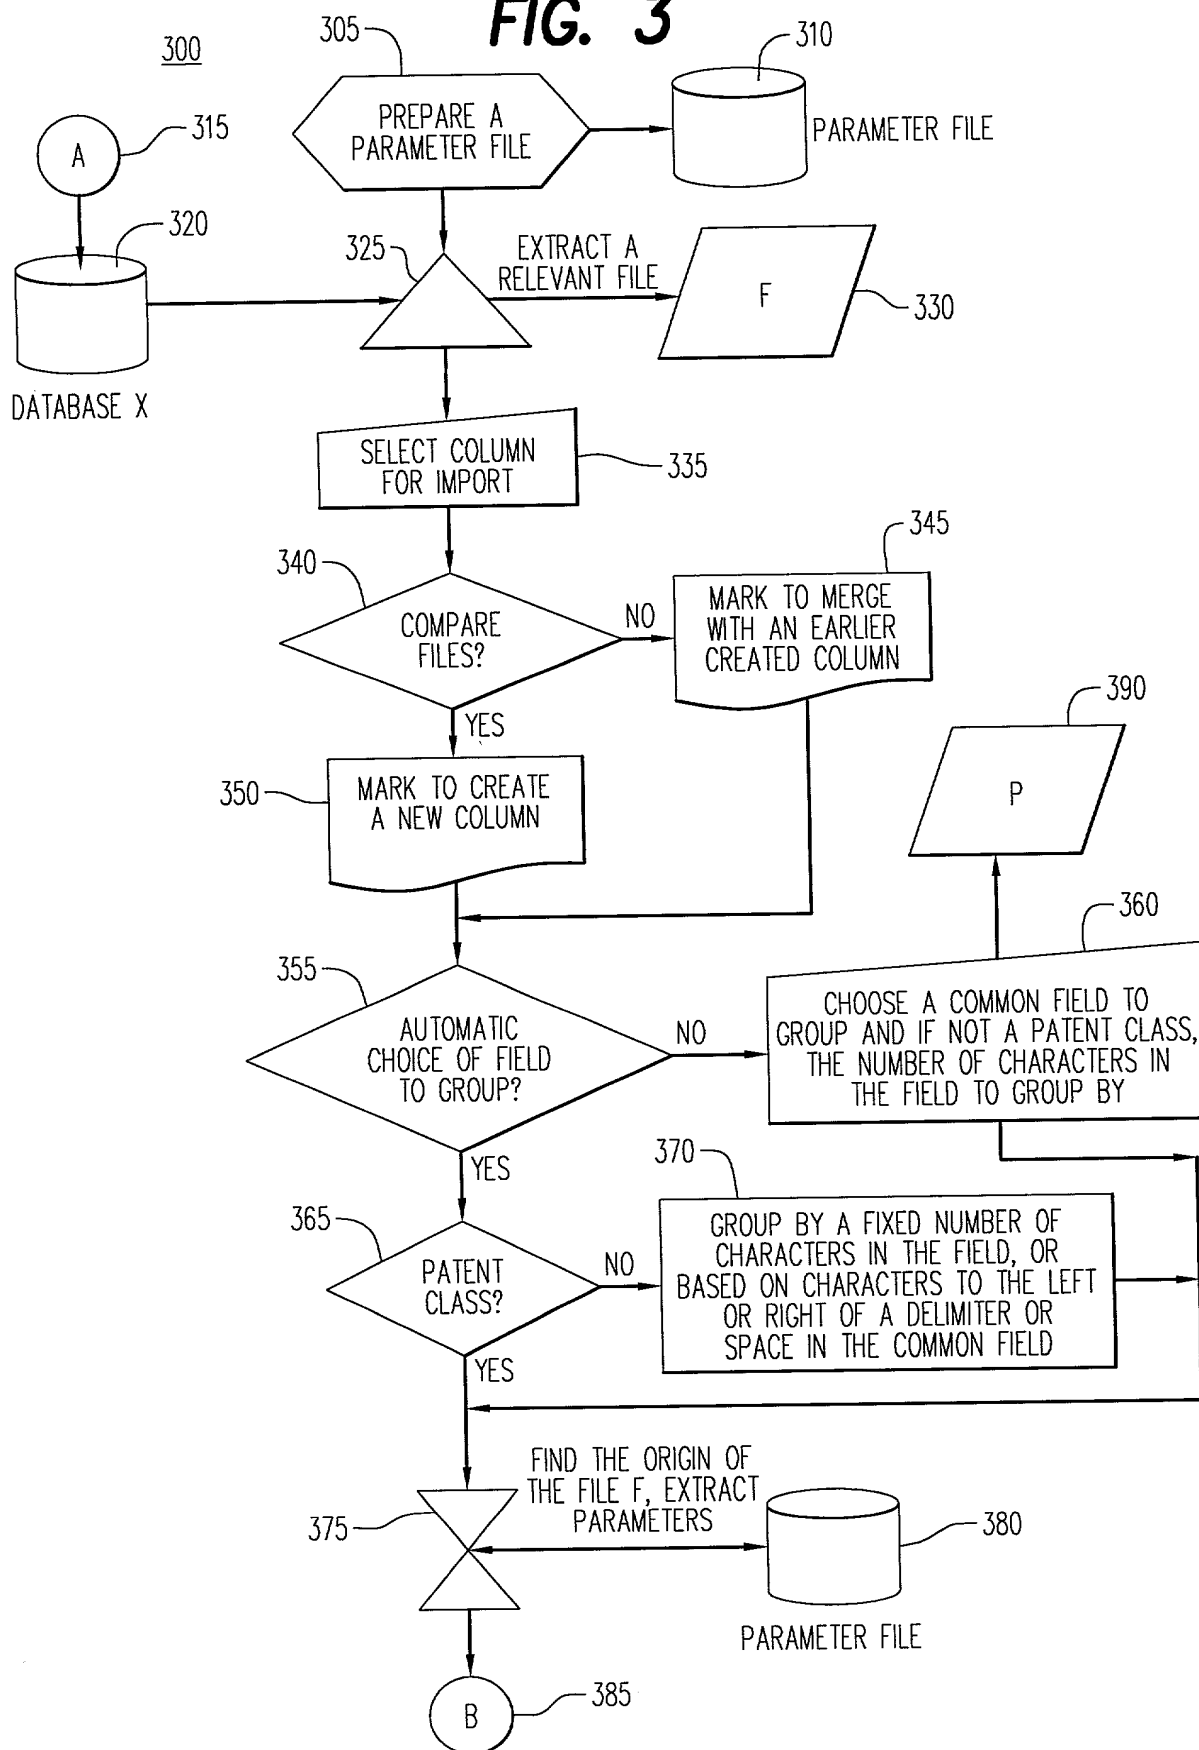 FIG. 3
300
305
310
PREPARE A
PARAMETER FILE
PARAMETER FILE
A
315
320
325
EXTRACT A
RELEVANT FILE
F
330
DATABASE X
SELECT COLUMN
FOR IMPORT
335
340
COMPARE
FILES?
NO
345
MARK TO MERGE
WITH AN EARLIER
CREATED COLUMN
YES
350
MARK TO CREATE
A NEW COLUMN
390
P
355
AUTOMATIC
CHOICE OF FIELD
TO GROUP?
NO
360
CHOOSE A COMMON FIELD TO
GROUP AND IF NOT A PATENT CLASS,
THE NUMBER OF CHARACTERS IN
THE FIELD TO GROUP BY
YES
365
PATENT
CLASS?
NO
370
GROUP BY A FIXED NUMBER OF
CHARACTERS IN THE FIELD, OR
BASED ON CHARACTERS TO THE LEFT
OR RIGHT OF A DELIMITER OR
SPACE IN THE COMMON FIELD
YES
FIND THE ORIGIN OF
THE FILE F, EXTRACT
PARAMETERS
375
380
PARAMETER FILE
B
385